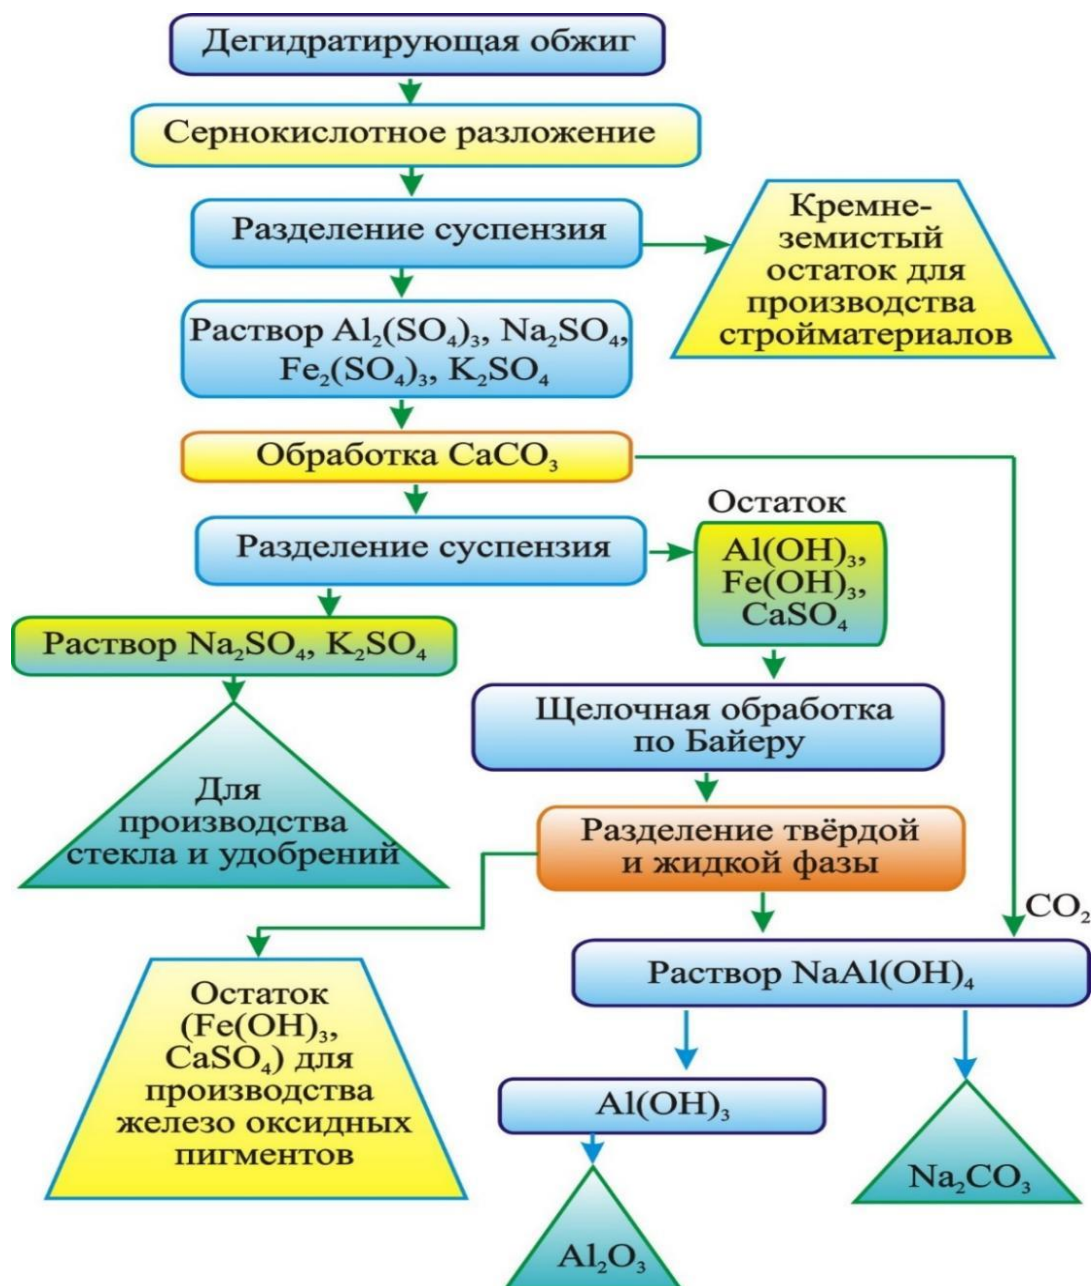 Дегидратирующая обжиг
Сернокислотное разложение
Разделение суспензия
Кремне-
земистый
остаток для
производства
стройматериалов
Раствор Al₂(SO₄)₃, Na₂SO₄,
Fe₂(SO₄)₃, K₂SO₄
Обработка CaCO₃
Разделение суспензия
Остаток
Al(OH)₃,
Fe(OH)₃,
CaSO₄
Раствор Na₂SO₄, K₂SO₄
Для
производства
стекла и удобрений
Щелочная обработка
по Байеру
Разделение твёрдой
и жидкой фазы
CO₂
Раствор NaAl(OH)₄
Остаток
(Fe(OH)₃,
CaSO₄) для
производства
железо оксидных
пигментов
Al(OH)₃
Na₂CO₃
Al₂O₃